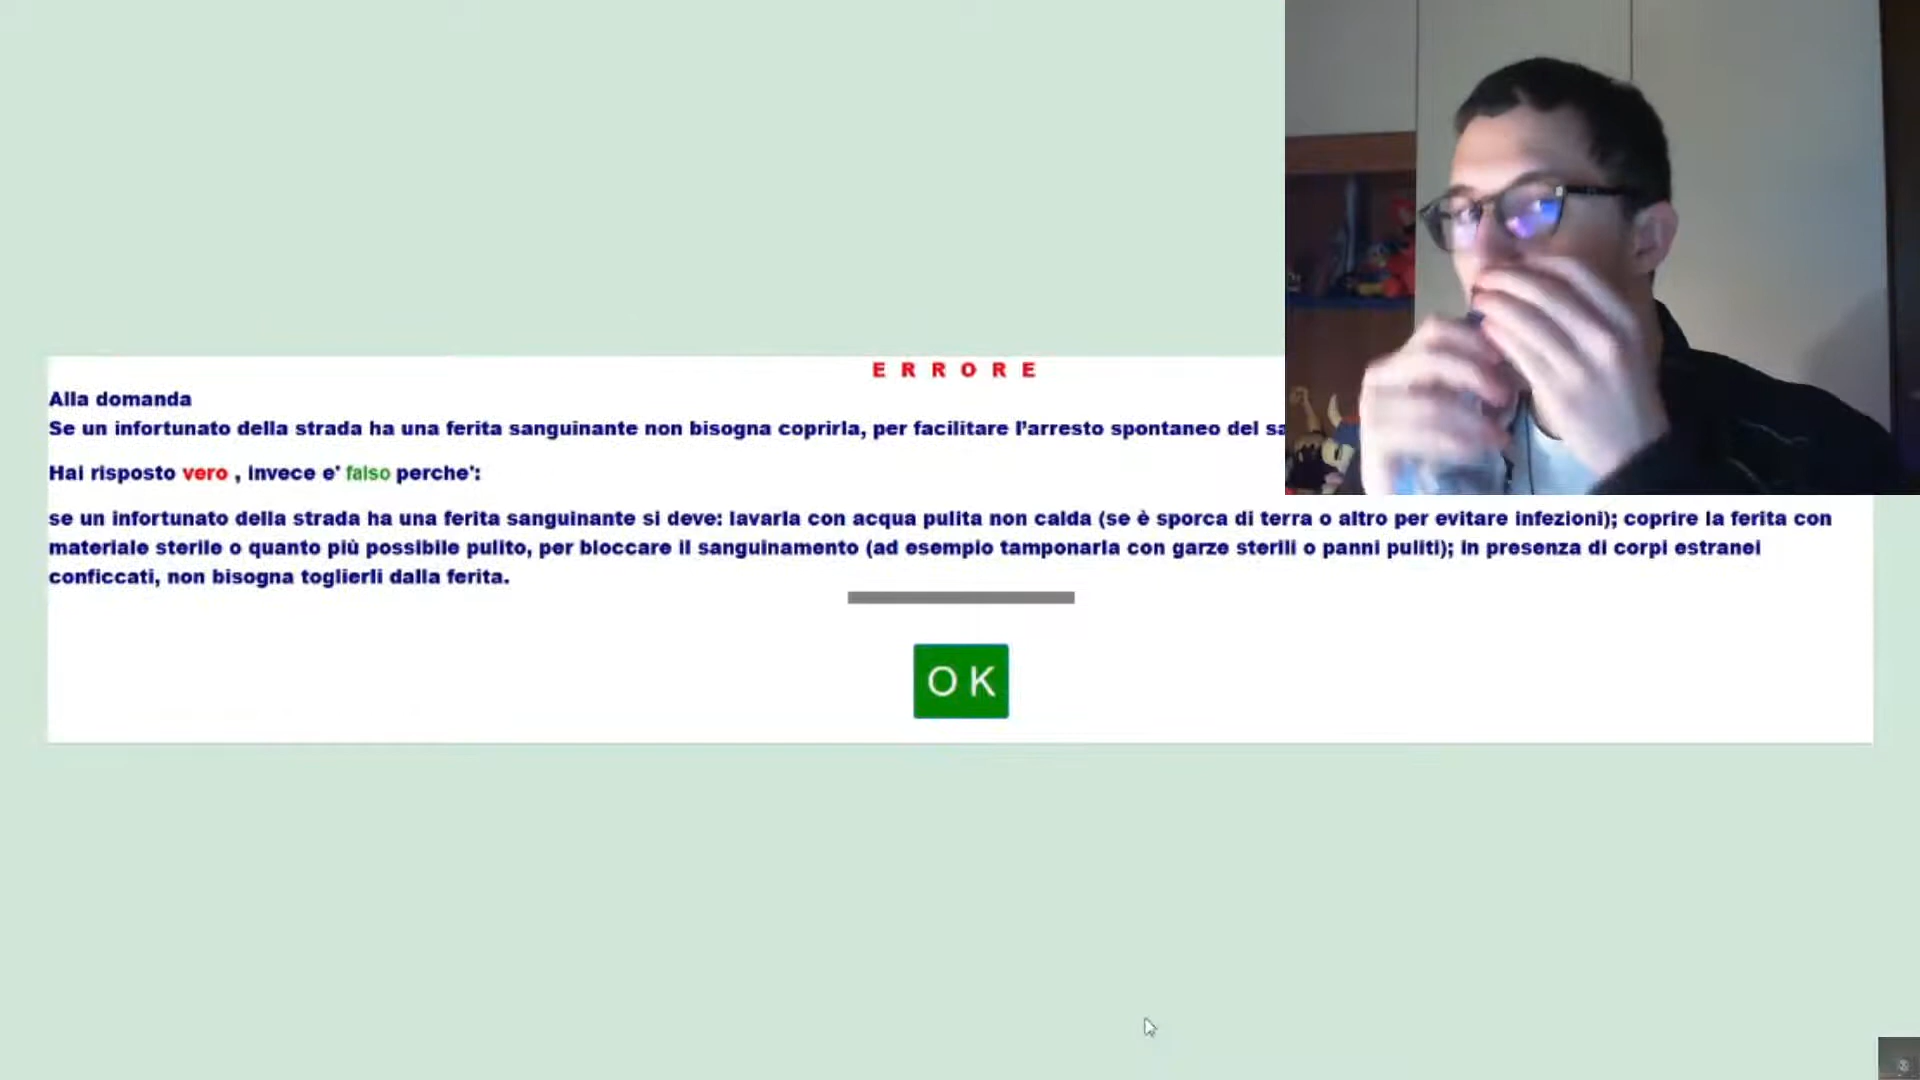 E R R O R E
Alla domanda
Se un infortunato della strada ha una ferita sanguinante non bisogna coprirla, per facilitare l'arresto spontaneo del
Hai risposto vero , invece e' falso perche':
se un infortunato della strada ha una ferita sanguinante si deve: lavarla con acqua pulita non calda (se è sporca di terra o altro per evitare infezioni); coprire la ferita con
materiale sterile o quanto più possibile pulito, per bloccare il sanguinamento (ad esempio tamponarla con garze sterili o panni puliti); in presenza di corpi estranei
conficcati, non bisogna toglierli dalla ferita.
O K